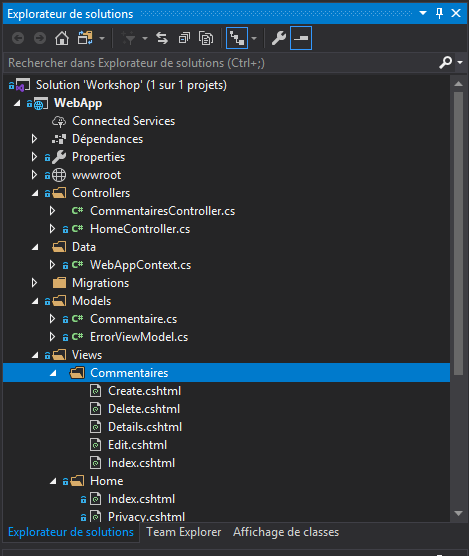 Explorateur de solutions
Rechercher dans Explorateur de solutions (Ctrl+;)
Solution 'Workshop' (1 sur 1 projets)
WebApp
Connected Services
Dépendances
Properties
wwwroot
Controllers
C# CommentairesController.cs
C# HomeController.cs
Data
C# WebAppContext.cs
Migrations
Models
C# Commentaire.cs
C# ErrorViewModel.cs
Views
Commentaires
Create.cshtml
Delete.cshtml
Details.cshtml
Edit.cshtml
Index.cshtml
Home
Index.cshtml
Privacy.cshtml
Explorateur de solutions Team Explorer Affichage de classes